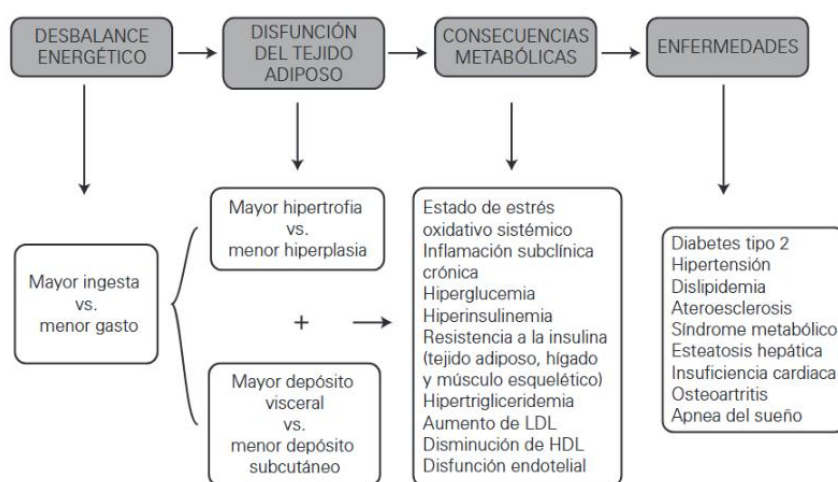 DESBALANCE
ENERGÉTICO
DISFUNCIÓN
DEL TEJIDO
ADIPOSO
CONSECUENCIAS
METABÓLICAS
ENFERMEDADES
Mayor ingesta
vs.
menor gasto
Mayor hipertrofia
vs.
menor hiperplasia
+
Mayor depósito
visceral
vs.
menor depósito
subcutáneo
Estado de estrés
oxidativo sistémico
Inflamación subclínica
crónica
Hiperglucemia
Hiperinsulinemia
Resistencia a la insulina
(tejido adiposo, hígado
y músculo esquelético)
Hipertrigliceridemia
Aumento de LDL
Disminución de HDL
Disfunción endotelial
Diabetes tipo 2
Hipertensión
Dislipidemia
Ateroesclerosis
Síndrome metabólico
Esteatosis hepática
Insuficiencia cardiaca
Osteoartritis
Apnea del sueño